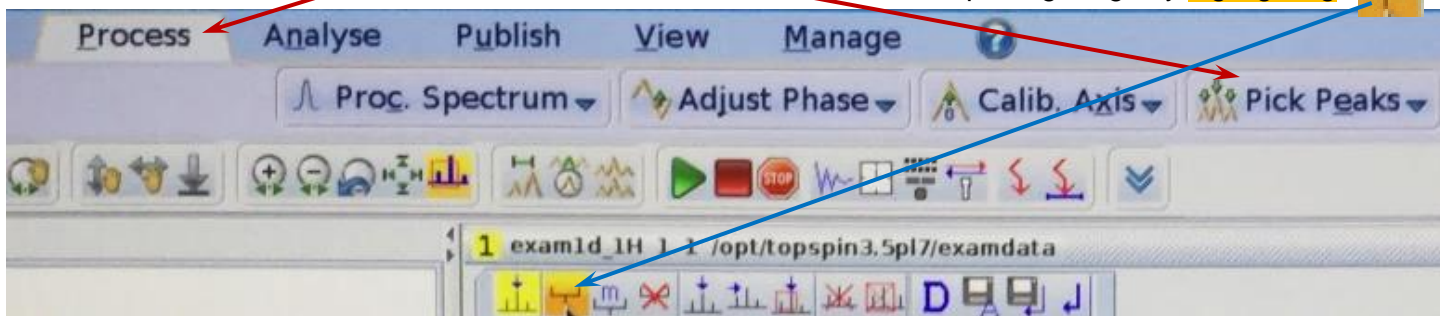 Process Analyse Publish View Manage ?
Proc. Spectrum Adjust Phase Calib. Axis Pick Peaks
STOP
1 exam1d_1H 1 1 /opt/topspin3.5pl7/examdata
m D